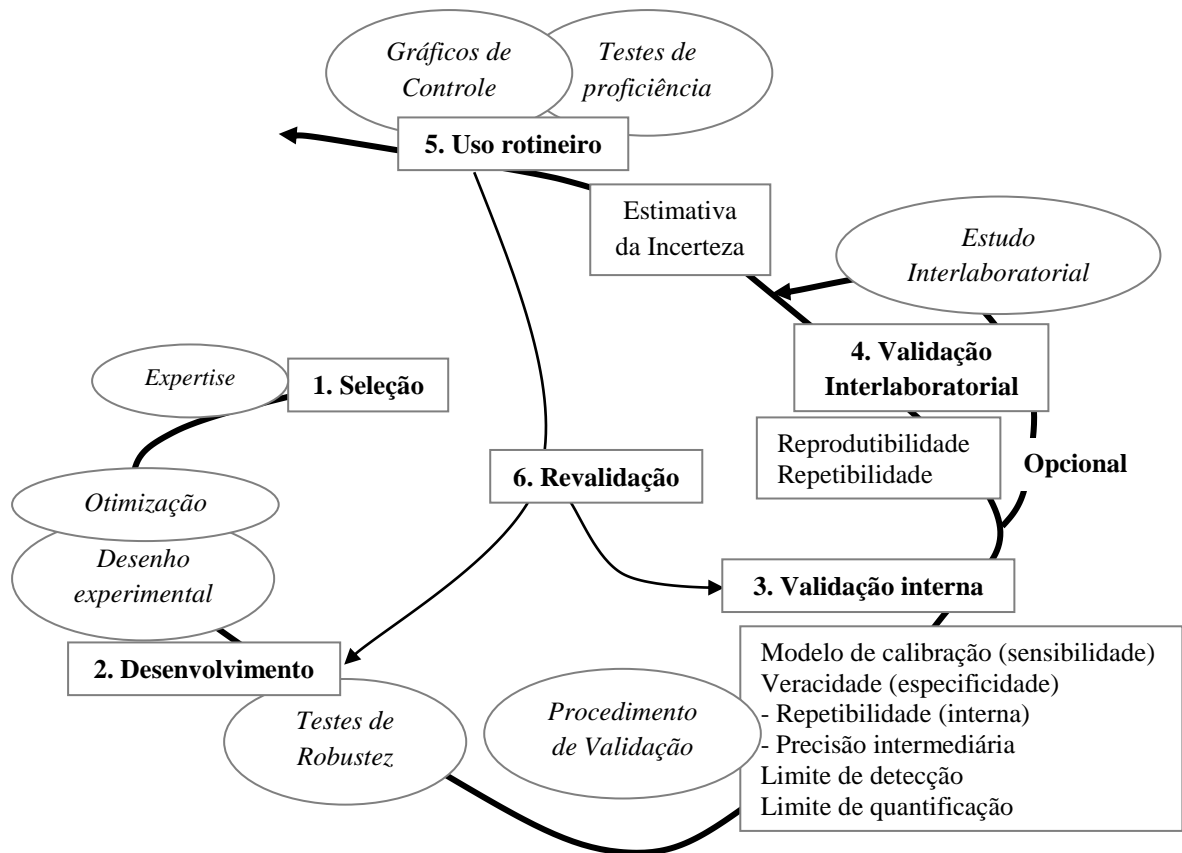 Gráficos de
Controle
Testes de
proficiência
5. Uso rotineiro
Estimativa
da Incerteza
Estudo
Interlaboratorial
4. Validação
Interlaboratorial
Expertise
1. Seleção
Reprodutibilidade
Repetibilidade
Opcional
6. Revalidação
Otimização
Desenho
experimental
3. Validação interna
2. Desenvolvimento
Modelo de calibração (sensibilidade)
Veracidade (especificidade)
- Repetibilidade (interna)
- Precisão intermediária
Limite de detecção
Limite de quantificação
Testes de
Robustez
Procedimento
de Validação